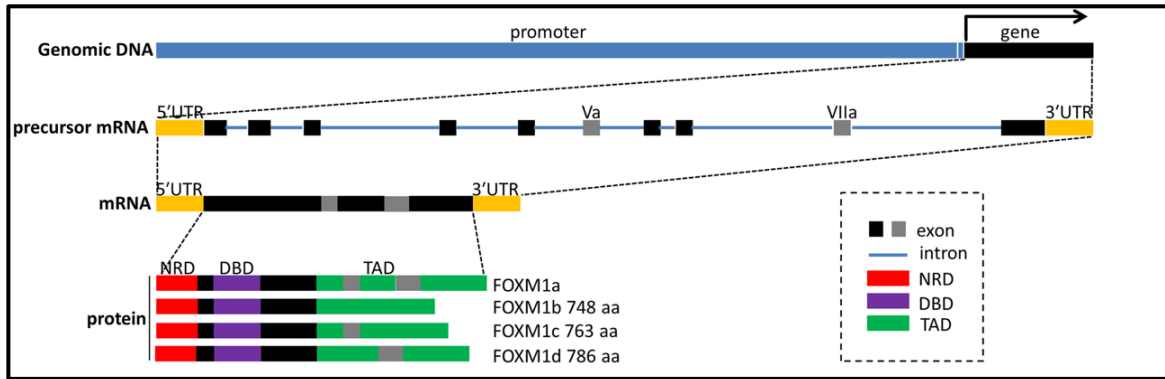 promoter
gene
Genomic DNA
5'UTR
Va
VIIa
3'UTR
precursor mRNA
5'UTR
3'UTR
mRNA
exon
intron
NRD
DBD
TAD
NRD DBD TAD
protein
FOXM1a
FOXM1b 748 aa
FOXM1c 763 aa
FOXM1d 786 aa